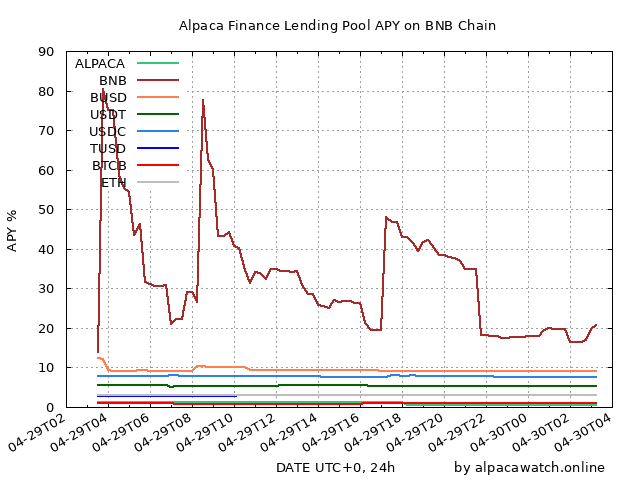 Alpaca Finance Lending Pool APY on BNB Chain
90
80
70
60
50
40
30
20
10
0
APY %
ALPACA
BNB
BUSD
USDT
USDC
TUSD
BTCB
ETH
04-29T02
04-29T04
04-29T06
04-29T08
04-29T10
04-29T12
04-29T14
04-29T16
04-29T18
04-29T20
04-29T22
04-30T00
04-30T02
04-30T04
DATE UTC+0, 24h
by alpacawatch.online